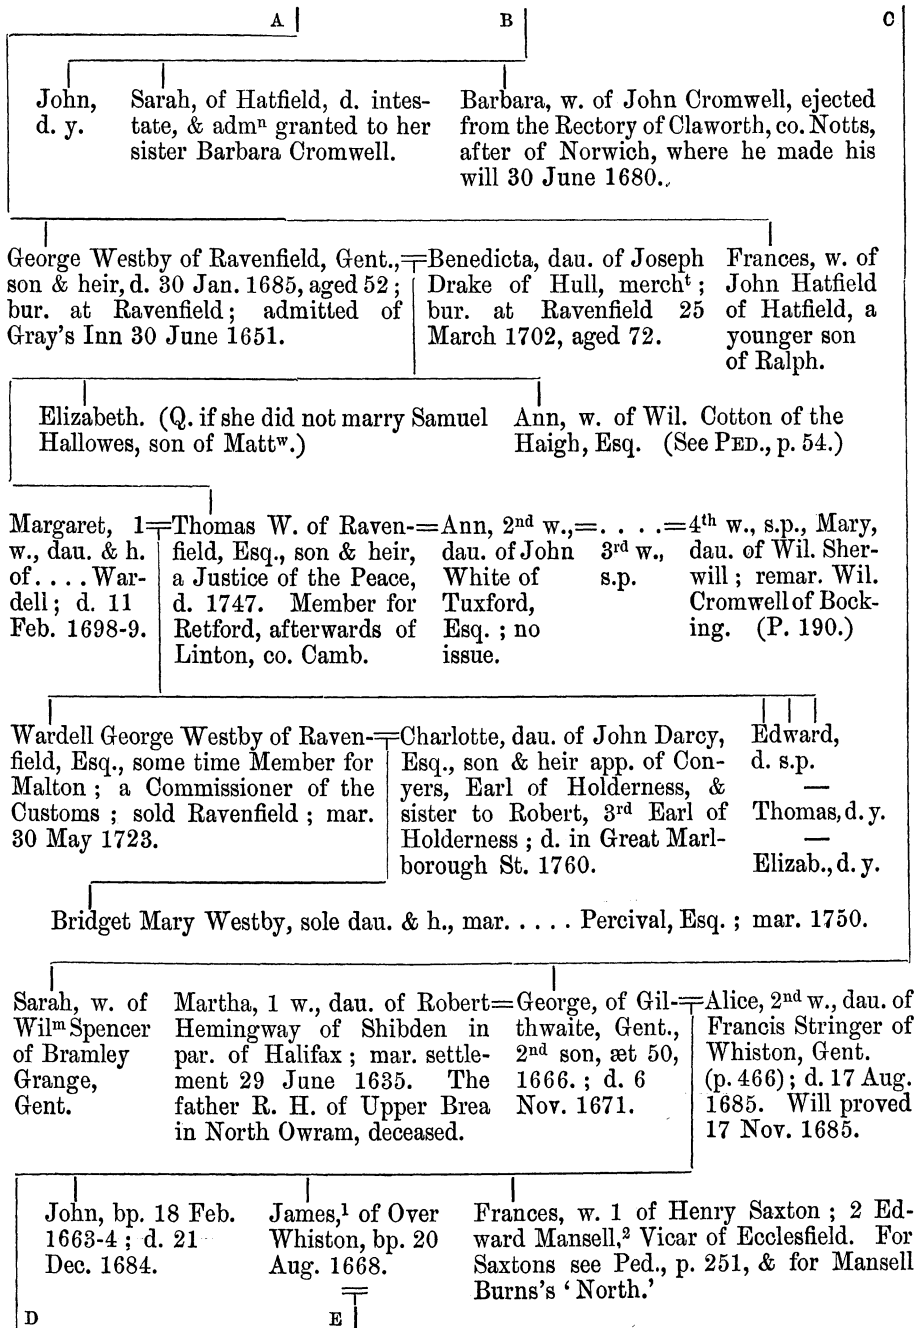 A B C
John,
d. y.
Sarah, of Hatfield, d. intes-
tate, & admⁿ granted to her
sister Barbara Cromwell.
Barbara, w. of John Cromwell, ejected
from the Rectory of Claworth, co. Notts,
after of Norwich, where he made his
will 30 June 1680.
George Westby of Ravenfield, Gent.,
son & heir, d. 30 Jan. 1685, aged 52;
bur. at Ravenfield; admitted of
Gray's Inn 30 June 1651.
=Benedicta, dau. of Joseph
Drake of Hull, mercht;
bur. at Ravenfield 25
March 1702, aged 72.
Frances, w. of
John Hatfield
of Hatfield, a
younger son
of Ralph.
Elizabeth. (Q. if she did not marry Samuel
Hallowes, son of Mattw.)
Ann, w. of Wil. Cotton of the
Haigh, Esq. (See PED., p. 54.)
Margaret, 1
w., dau. & h.
of . . . . War-
dell; d. 11
Feb. 1698-9.
=Thomas W. of Raven-
field, Esq., son & heir,
a Justice of the Peace,
d. 1747. Member for
Retford, afterwards of
Linton, co. Camb.
=Ann, 2nd w.,
dau. of John
White of
Tuxford,
Esq.; no
issue.
=. . . .
3rd w.,
s.p.
=4th w., s.p., Mary,
dau. of Wil. Sher-
will; remar. Wil.
Cromwell of Bock-
ing. (P. 190.)
Wardell George Westby of Raven-
field, Esq., some time Member for
Malton; a Commissioner of the
Customs; sold Ravenfield; mar.
30 May 1723.
=Charlotte, dau. of John Darcy,
Esq., son & heir app. of Con-
yers, Earl of Holderness, &
sister to Robert, 3rd Earl of
Holderness; d. in Great Marl-
borough St. 1760.
Edward,
d. s.p.
—
Thomas, d. y.
—
Elizab., d. y.
Bridget Mary Westby, sole dau. & h., mar. . . . . . Percival, Esq.; mar. 1750.
Sarah, w. of
Wilm Spencer
of Bramley
Grange,
Gent.
Martha, 1 w., dau. of Robert
Hemingway of Shibden in
par. of Halifax; mar. settle-
ment 29 June 1635. The
father R. H. of Upper Brea
in North Owram, deceased.
=George, of Gil-
thwaite, Gent.,
2nd son, æt 50,
1666.; d. 6
Nov. 1671.
=Alice, 2nd w., dau. of
Francis Stringer of
Whiston, Gent.
(p. 466); d. 17 Aug.
1685. Will proved
17 Nov. 1685.
John, bp. 18 Feb.
1663-4; d. 21
Dec. 1684.
James,¹ of Over
Whiston, bp. 20
Aug. 1668.
=
Frances, w. 1 of Henry Saxton; 2 Ed-
ward Mansell,² Vicar of Ecclesfield. For
Saxtons see Ped., p. 251, & for Mansell
Burns's 'North.'
D E